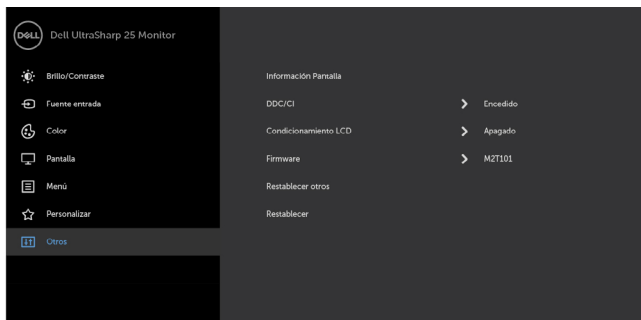 DELL Dell UltraSharp 25 Monitor
Brillo/Contraste
Información Pantalla
Fuente entrada
DDC/CI Encedido
Color
Condicionamiento LCD Apagado
Pantalla
Firmware M2T101
Menú
Restablecer otros
Personalizar
Restablecer
Otros